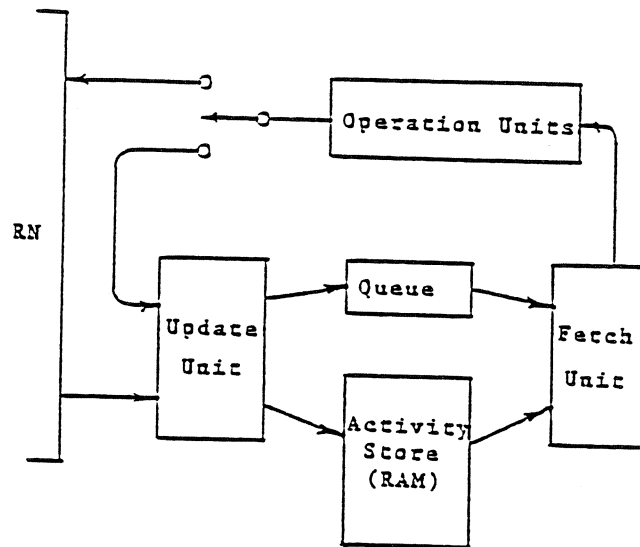 Operation Units
RN
Queue
Update
Unit
Fetch
Unit
Activity
Store
(RAM)